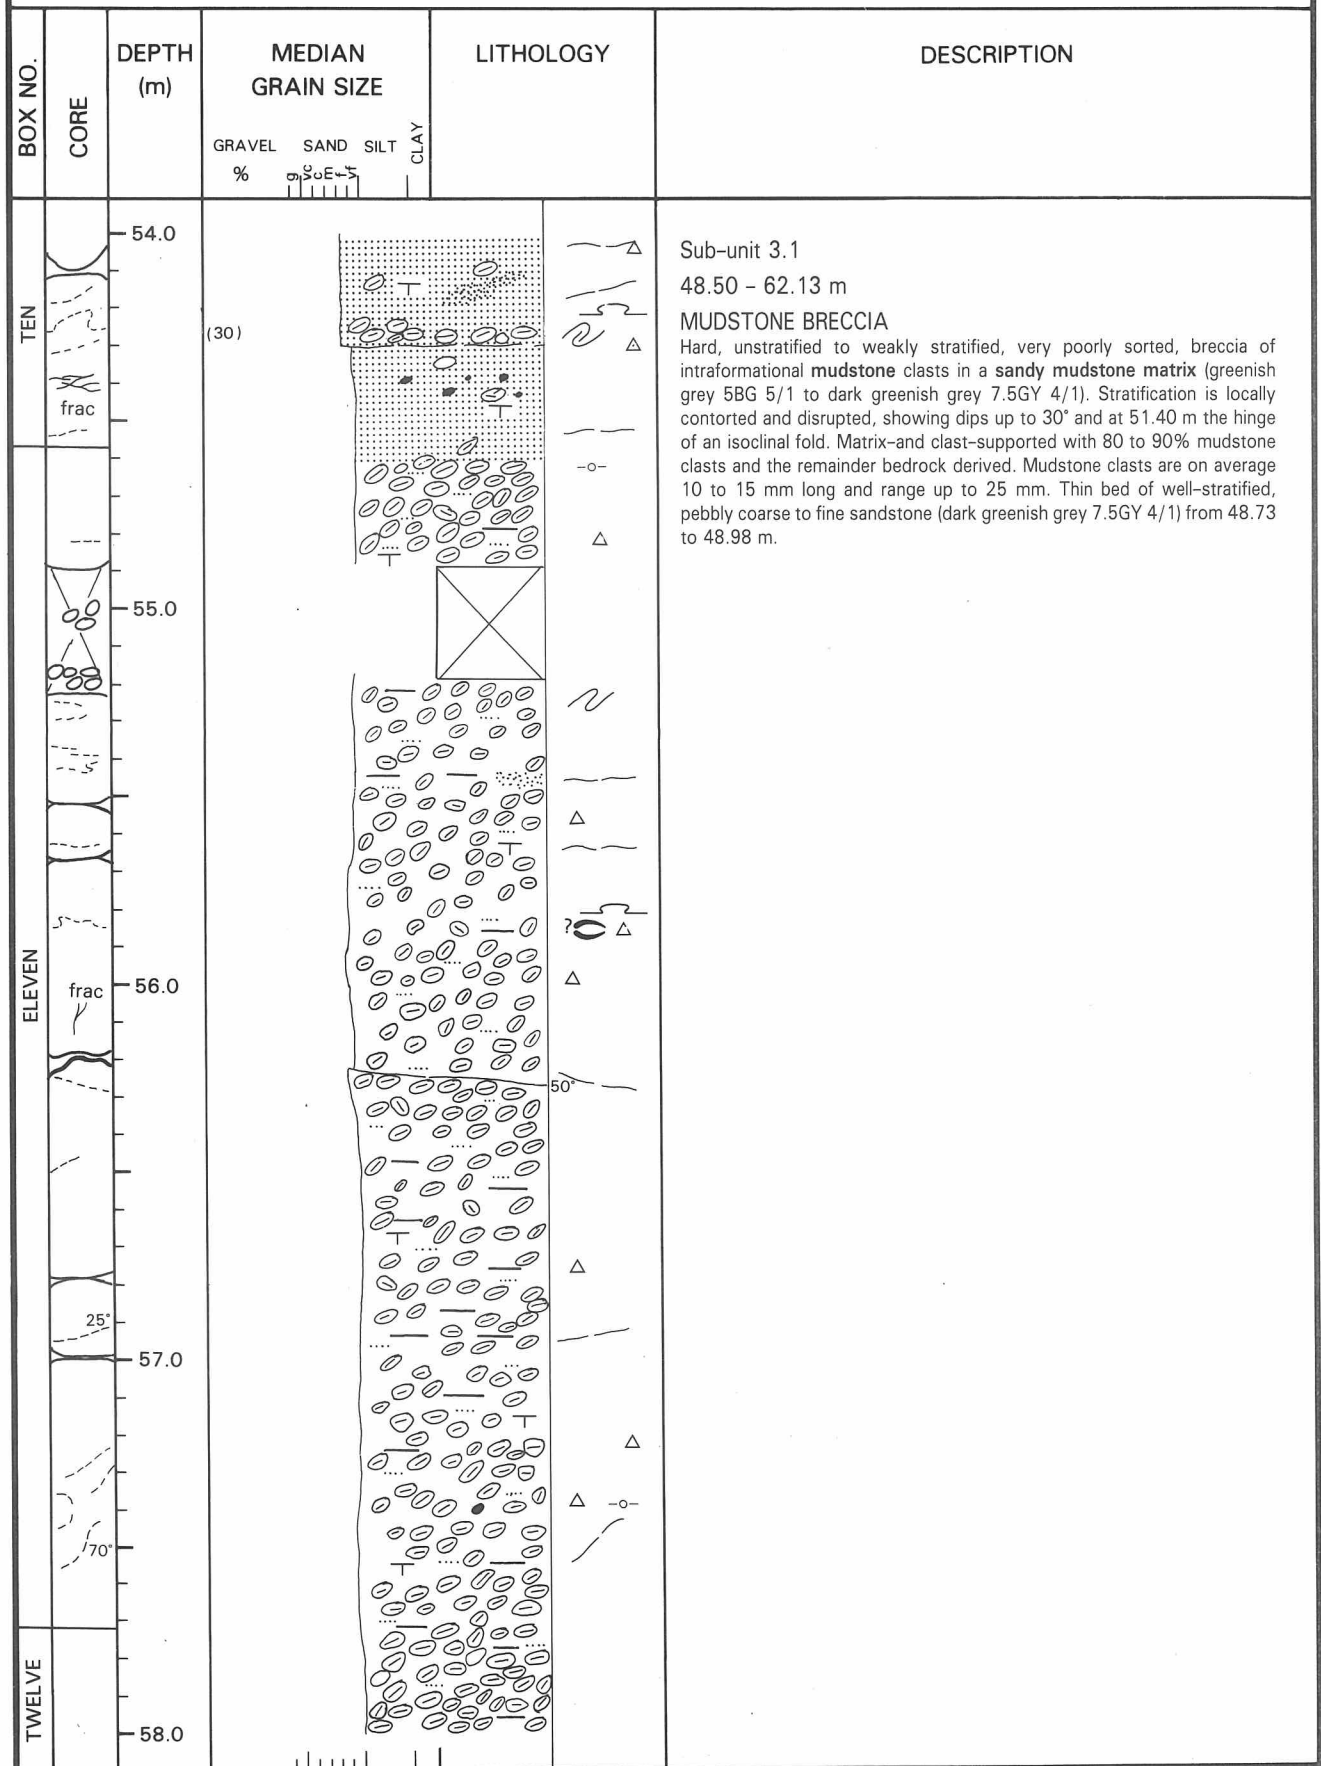 BOX NO.
CORE
DEPTH
(m)
MEDIAN
GRAIN SIZE
GRAVEL SAND SILT CLAY
%
g vc c m f vf
LITHOLOGY
DESCRIPTION
TEN
ELEVEN
TWELVE
frac
frac
25°
70°
54.0
55.0
56.0
57.0
58.0
(30)
?
50°
Sub-unit 3.1
48.50 - 62.13 m
MUDSTONE BRECCIA
Hard, unstratified to weakly stratified, very poorly sorted, breccia of
intraformational mudstone clasts in a sandy mudstone matrix (greenish
grey 5BG 5/1 to dark greenish grey 7.5GY 4/1). Stratification is locally
contorted and disrupted, showing dips up to 30° and at 51.40 m the hinge
of an isoclinal fold. Matrix-and clast-supported with 80 to 90% mudstone
clasts and the remainder bedrock derived. Mudstone clasts are on average
10 to 15 mm long and range up to 25 mm. Thin bed of well-stratified,
pebbly coarse to fine sandstone (dark greenish grey 7.5GY 4/1) from 48.73
to 48.98 m.